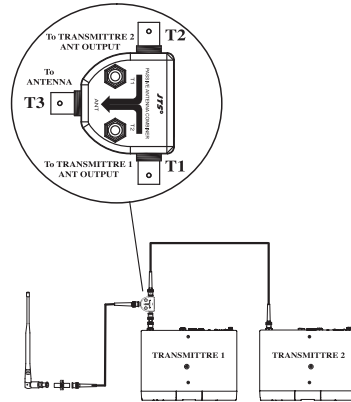 To TRANSMITTRE 2
ANT OUTPUT
T2
To
ANTENNA
T3
ANT
T1
T2
PASSIVE ANTENNA COMBINER
JTS®
To TRANSMITTRE 1
ANT OUTPUT
T1
TRANSMITTRE 1
TRANSMITTRE 2